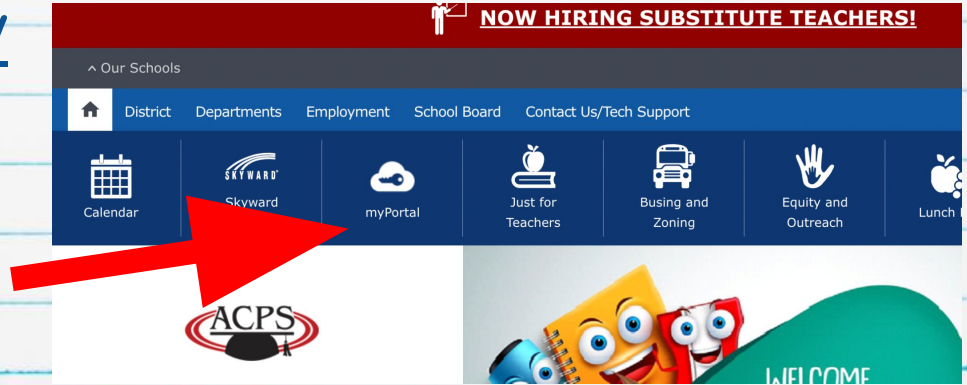 NOW HIRING SUBSTITUTE TEACHERS!
Our Schools
District Departments Employment School Board Contact Us/Tech Support
SKYWARD
Calendar
Skyward
myPortal
Just for
Teachers
Busing and
Zoning
Equity and
Outreach
Lunch
ACPS
WELCOME